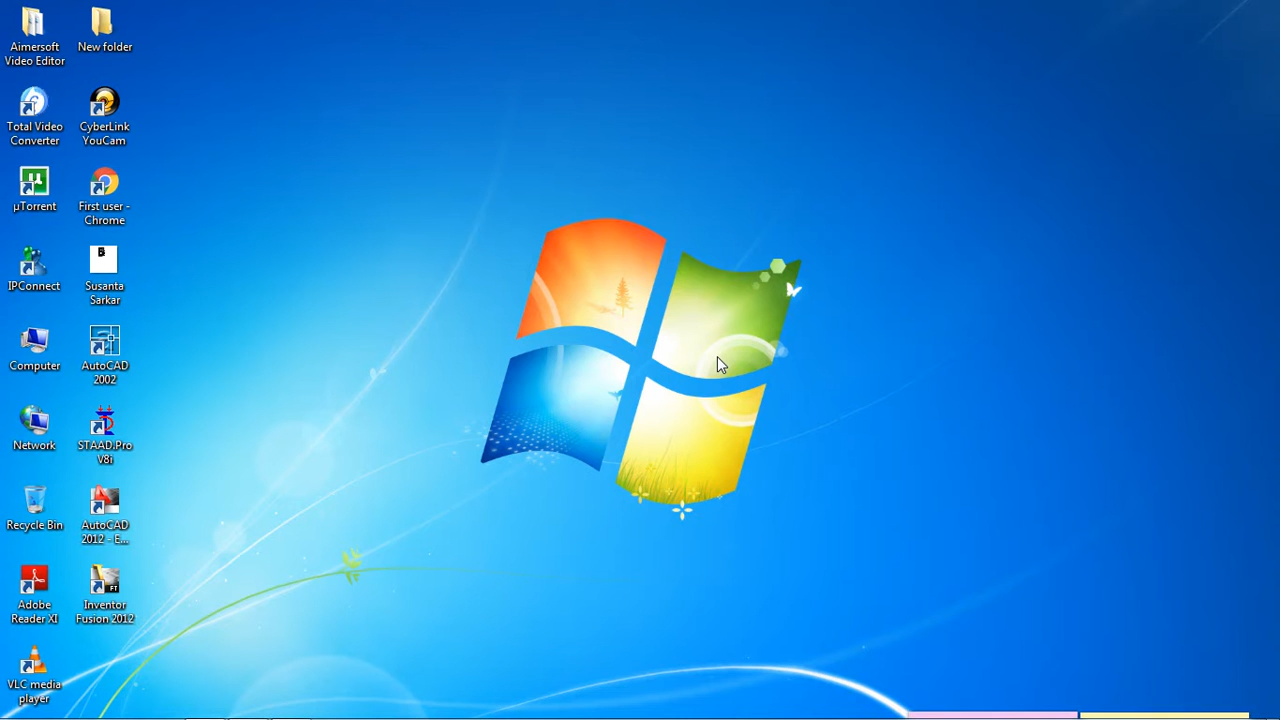 Aimersoft
Video Editor
New folder
Total Video
Converter
CyberLink
YouCam
µTorrent
First user -
Chrome
IPConnect
Susanta
Sarkar
Computer
AutoCAD
2002
Network
STAAD.Pro
V8i
Recycle Bin
AutoCAD
2012 - E...
Adobe
Reader XI
Inventor
Fusion 2012
FT
VLC media
player